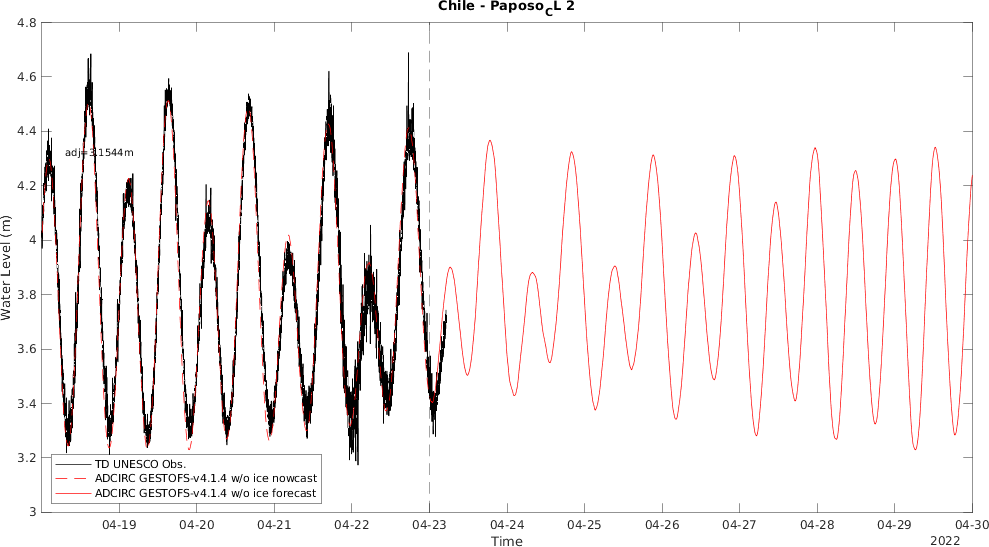 Chile - Paposo_CL 2
4.8
4.6
4.4
4.2
4
3.8
3.6
3.4
3.2
3
Water Level (m)
adj=3.1544m
TD UNESCO Obs.
ADCIRC GESTOFS-v4.1.4 w/o ice nowcast
ADCIRC GESTOFS-v4.1.4 w/o ice forecast
04-19 04-20 04-21 04-22 04-23 04-24 04-25 04-26 04-27 04-28 04-29 04-30
Time
2022